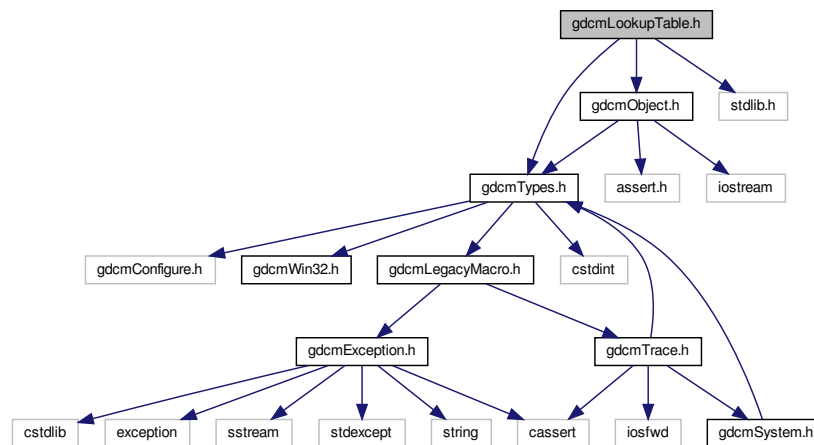 gdcmLookupTable.h
gdcmObject.h
stdlib.h
gdcmTypes.h
assert.h
iostream
gdcmConfigure.h
gdcmWin32.h
gdcmLegacyMacro.h
cstdint
gdcmException.h
gdcmTrace.h
cstdlib
exception
sstream
stdexcept
string
cassert
iosfwd
gdcmSystem.h